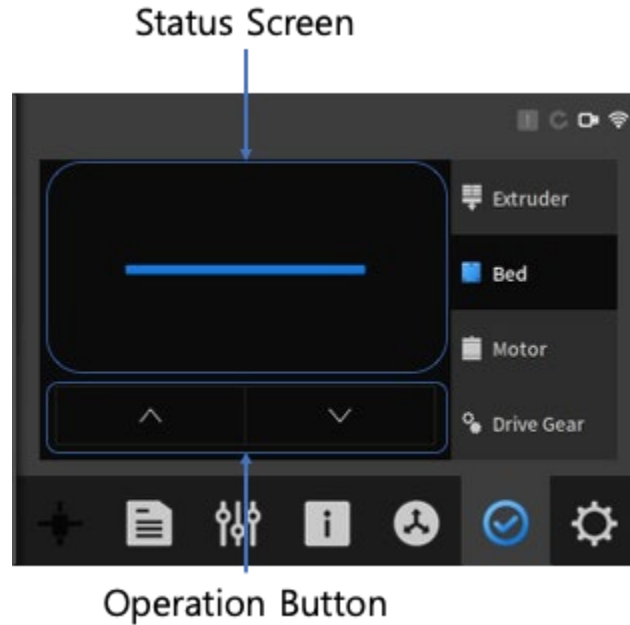 Status Screen
Extruder
Bed
Motor
Drive Gear
Operation Button